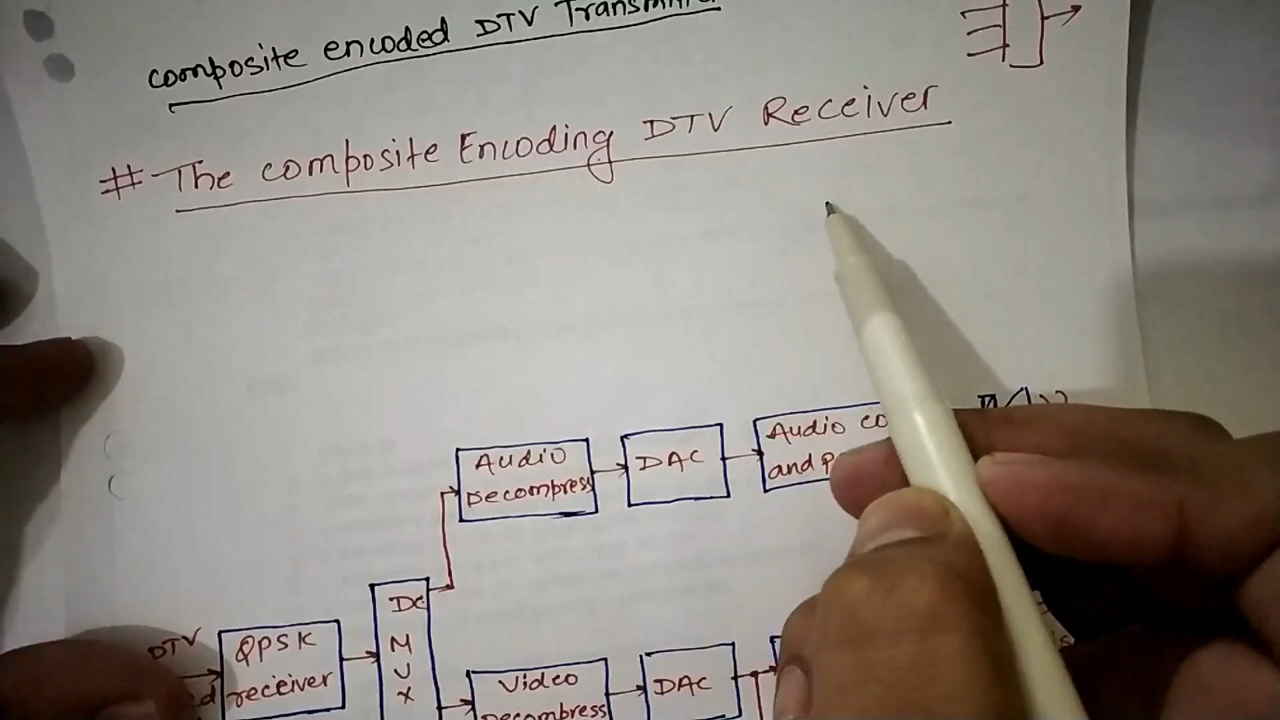 composite encoded DTV
# The composite Encoding DTV Receiver
Audio
Decompress
DAC
Audio
and
DTV
QPSK
receiver
De
M
U
X
Video
Decompress
DAC